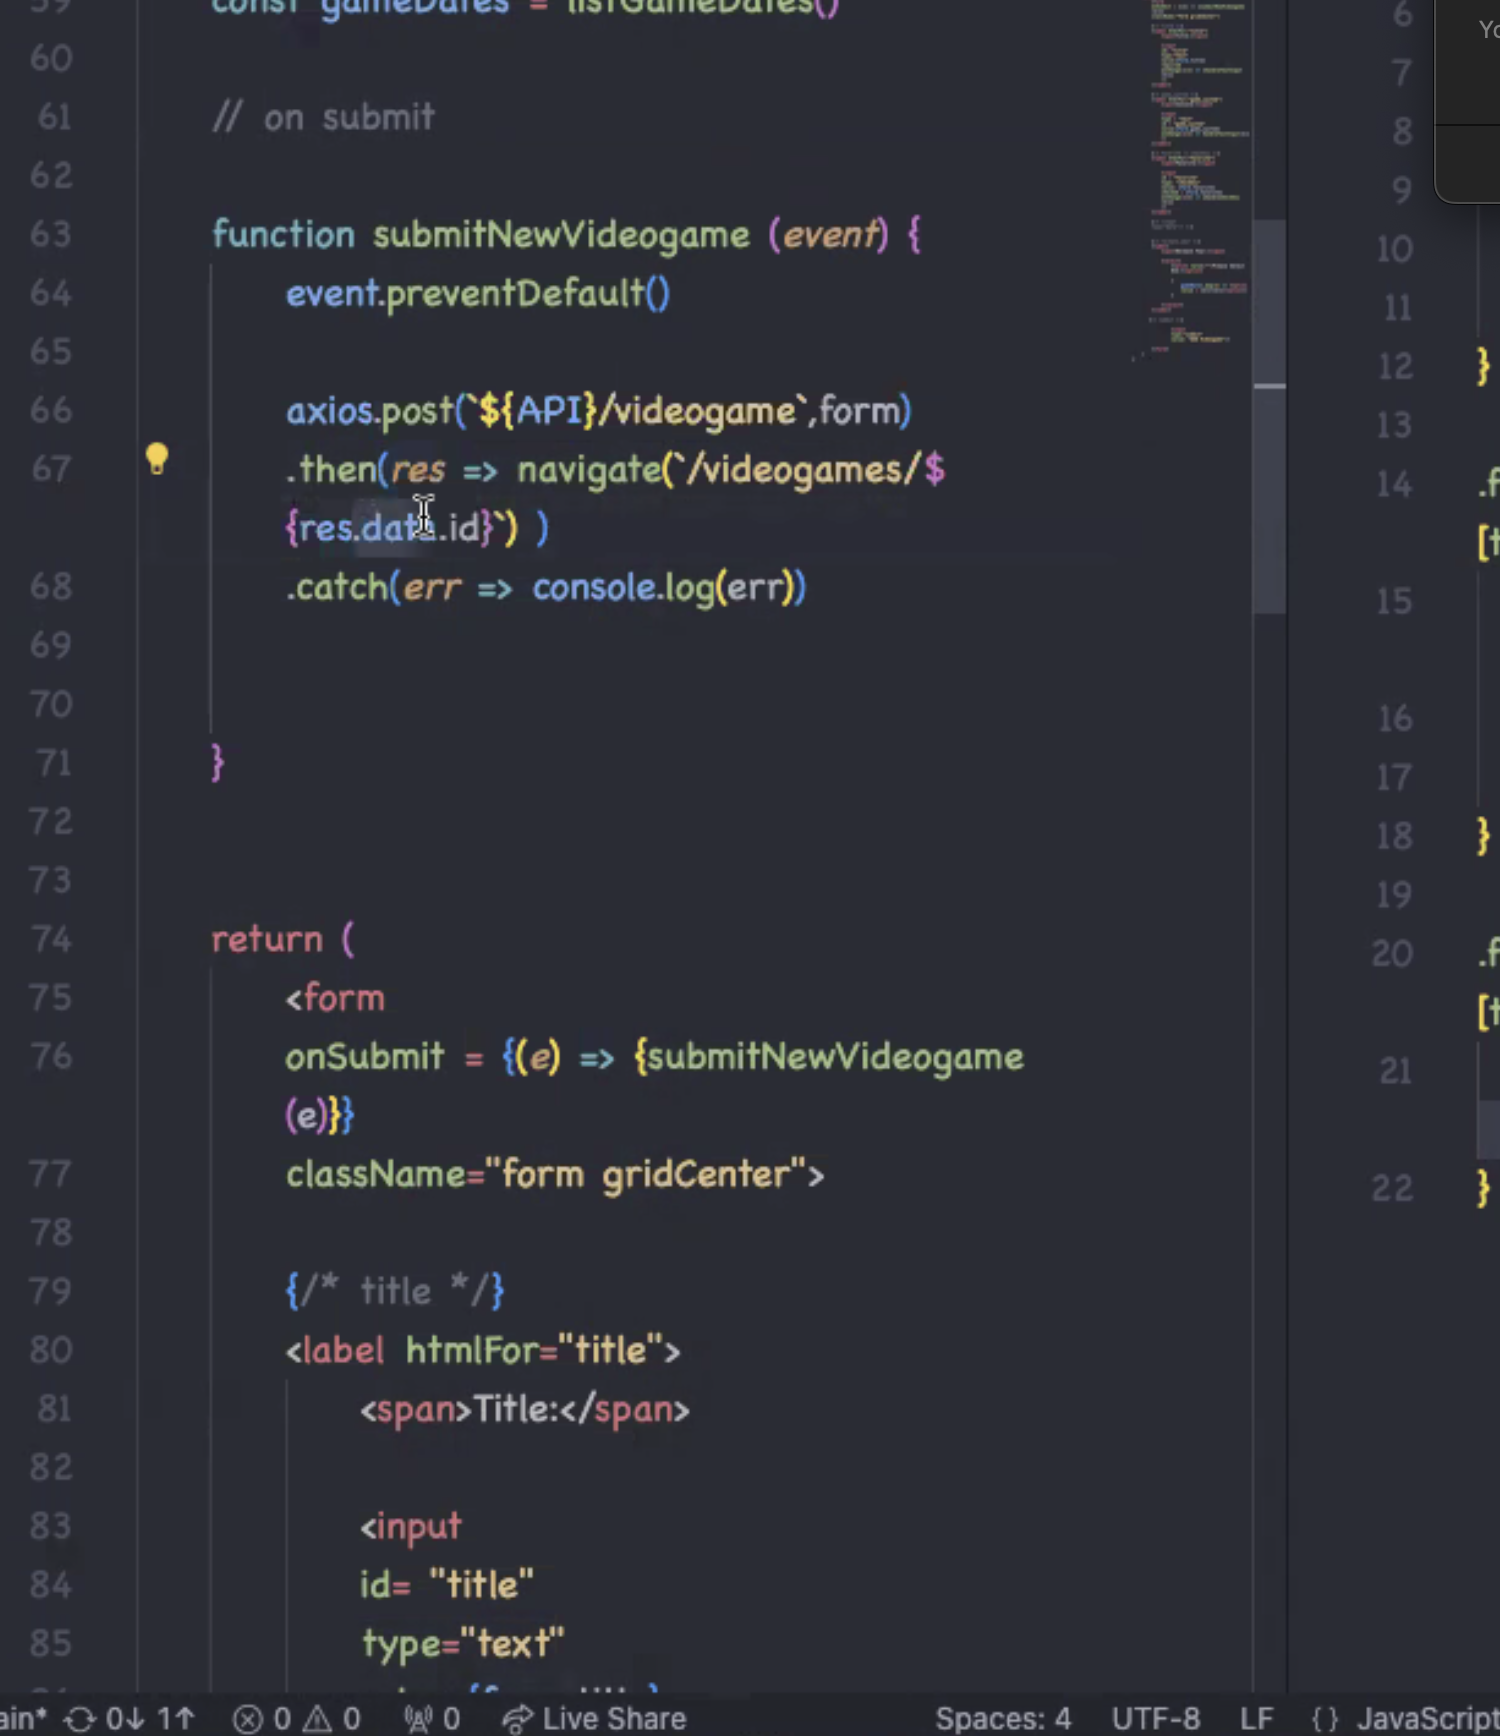 59 const gameDates = listGameDates()
60
61 // on submit
62
63 function submitNewVideogame (event) {
64 event.preventDefault()
65
66 axios.post(`${API}/videogame`,form)
67 .then(res => navigate(`/videogames/$
{res.data.id}`) )
68 .catch(err => console.log(err))
69
70
71 }
72
73
74 return (
75 <form
76 onSubmit = {(e) => {submitNewVideogame
(e)}}
77 className="form gridCenter">
78
79 {/* title */}
80 <label htmlFor="title">
81 <span>Title:</span>
82
83 <input
84 id= "title"
85 type="text"
6
7
8
9
10
11
12 }
13
14 .f
[t
15
16
17
18 }
19
20 .f
[t
21
22 }
Yo
ain* 0↓ 1↑ 0 0 0 Live Share Spaces: 4 UTF-8 LF {} JavaScript